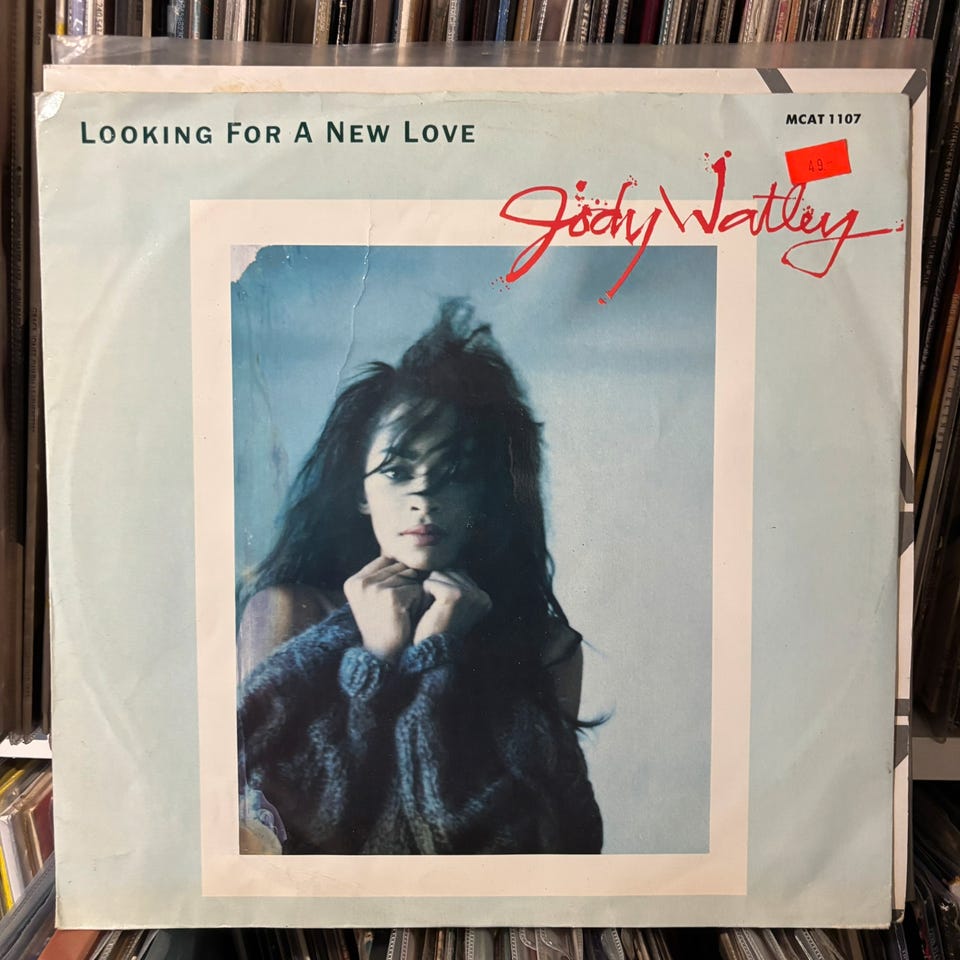 LOOKING FOR A NEW LOVE
MCAT 1107
49-
Jody Watley